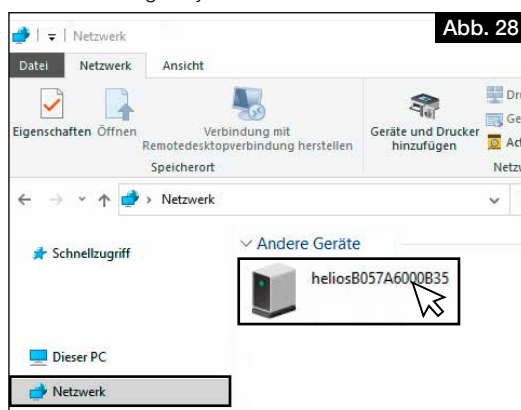 Abb. 28
Netzwerk
Datei Netzwerk Ansicht
Eigenschaften Öffnen Verbindung mit Remotedesktopverbindung herstellen Geräte und Drucker hinzufügen
Speicherort
← → ↑ › Netzwerk
Schnellzugriff
Andere Geräte
heliosB057A6000B35
Dieser PC
Netzwerk